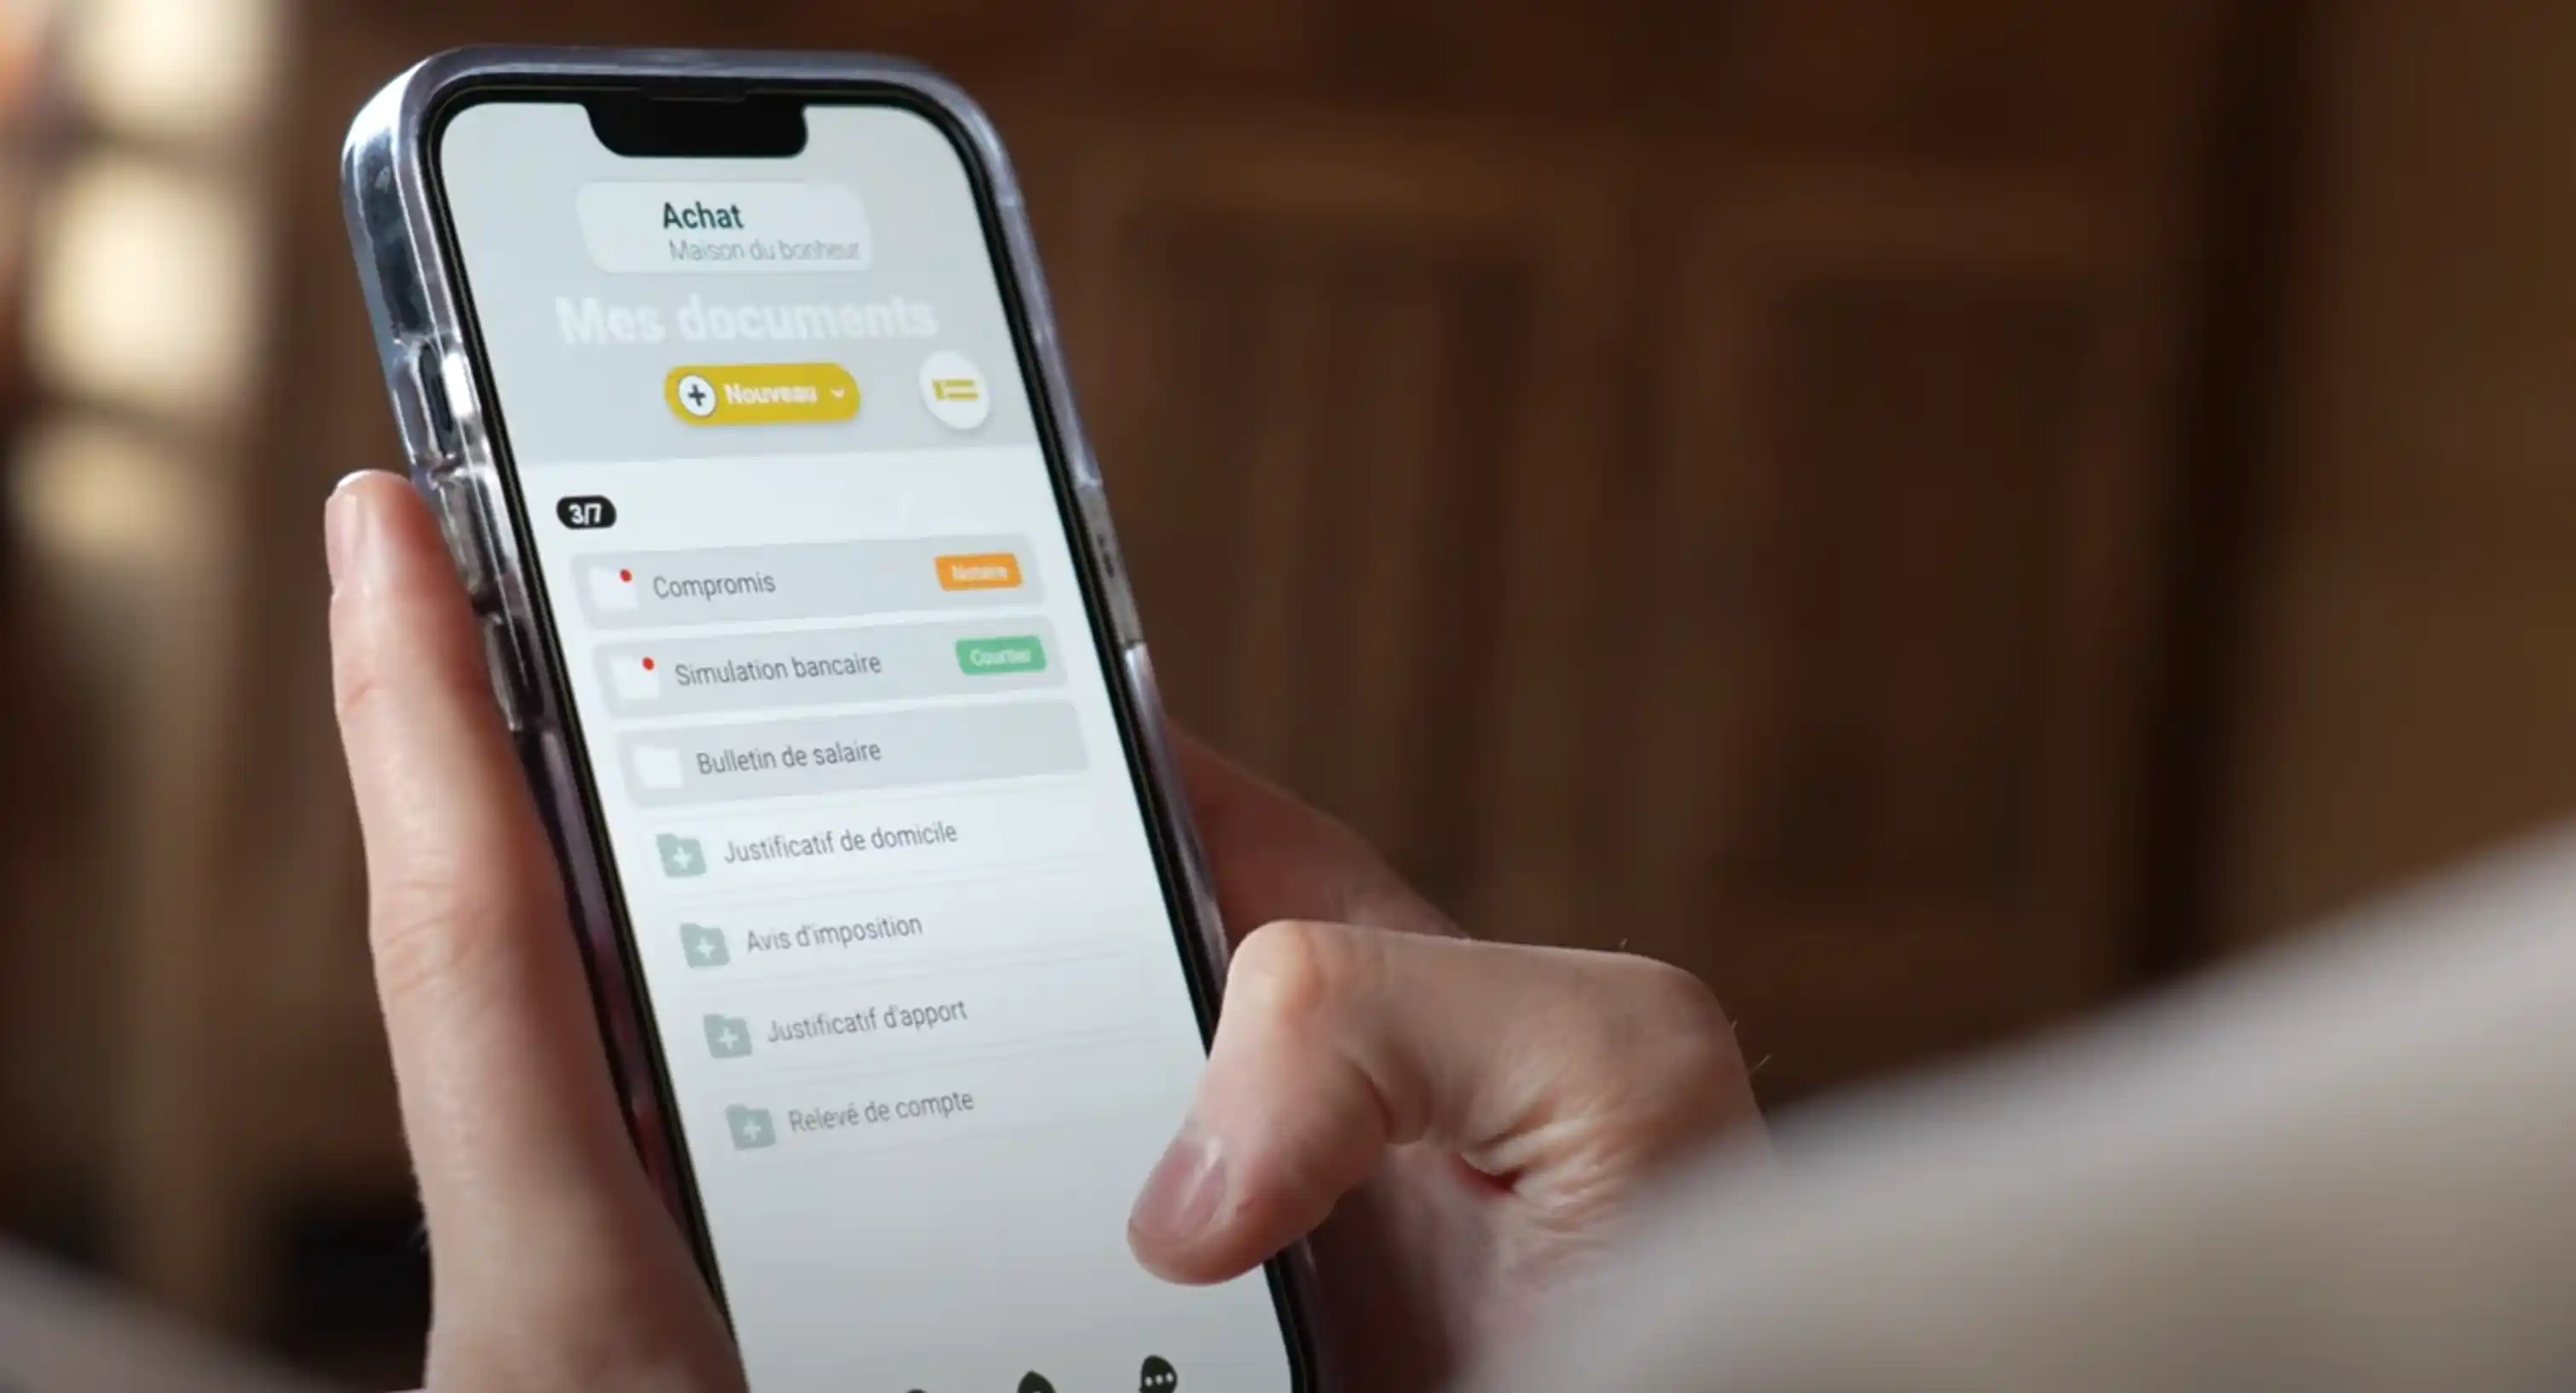 Achat
Maison du bonheur
Mes documents
Nouveau
3/7
Compromis Notaire
Simulation bancaire Courtier
Bulletin de salaire
Justificatif de domicile
Avis d'imposition
Justificatif d'apport
Relevé de compte